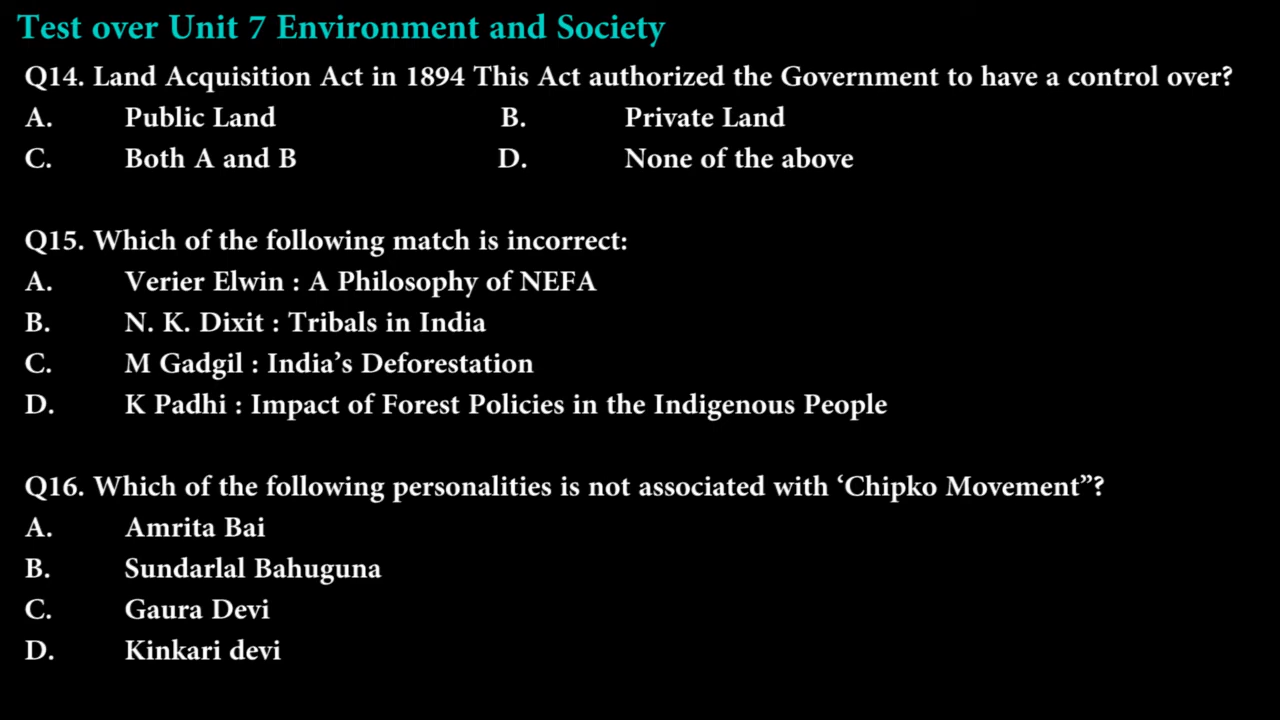 Test over Unit 7 Environment and Society
Q14. Land Acquisition Act in 1894 This Act authorized the Government to have a control over?
A. Public Land B. Private Land
C. Both A and B D. None of the above
Q15. Which of the following match is incorrect:
A. Verier Elwin : A Philosophy of NEFA
B. N. K. Dixit : Tribals in India
C. M Gadgil : India’s Deforestation
D. K Padhi : Impact of Forest Policies in the Indigenous People
Q16. Which of the following personalities is not associated with ‘Chipko Movement”?
A. Amrita Bai
B. Sundarlal Bahuguna
C. Gaura Devi
D. Kinkari devi